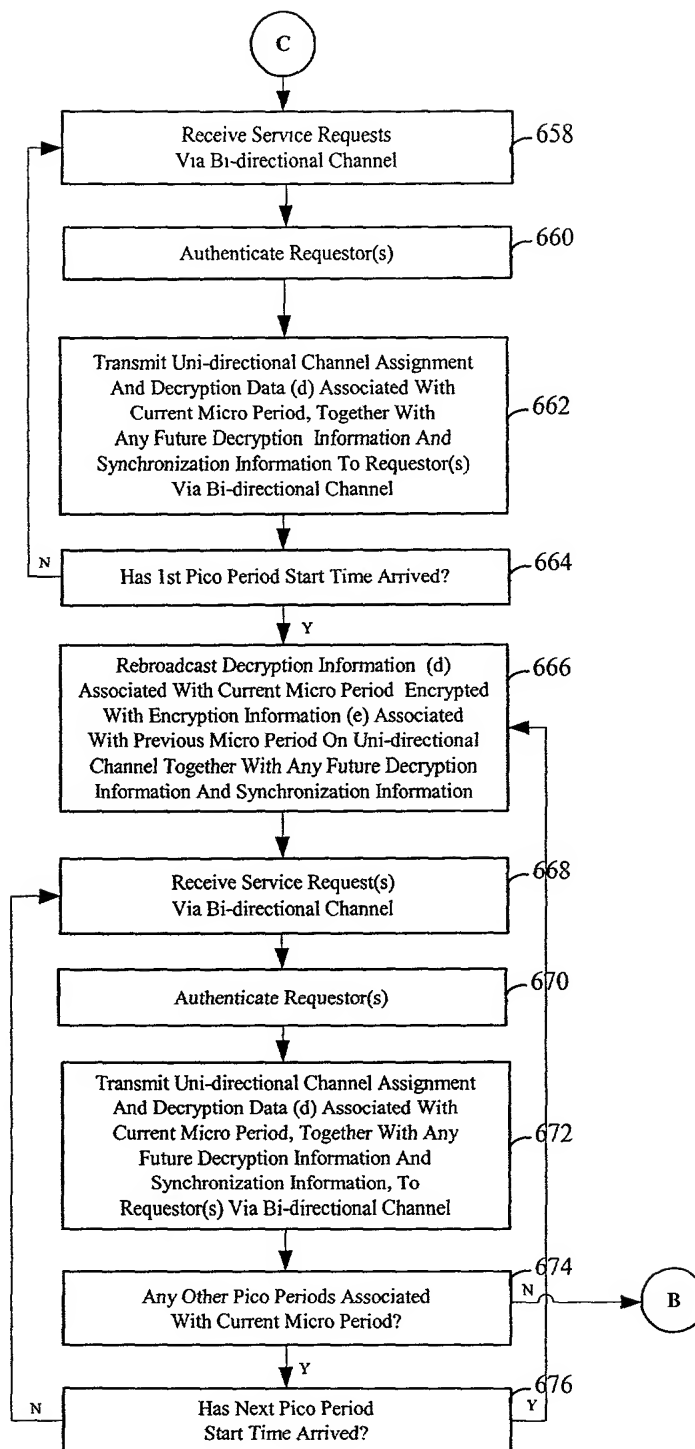 C
Receive Service Requests
Via Bi-directional Channel
658
Authenticate Requestor(s)
660
Transmit Uni-directional Channel Assignment
And Decryption Data (d) Associated With
Current Micro Period, Together With
Any Future Decryption Information And
Synchronization Information To Requestor(s)
Via Bi-directional Channel
662
N
Has 1st Pico Period Start Time Arrived?
664
Y
Rebroadcast Decryption Information (d)
Associated With Current Micro Period Encrypted
With Encryption Information (e) Associated
With Previous Micro Period On Uni-directional
Channel Together With Any Future Decryption
Information And Synchronization Information
666
Receive Service Request(s)
Via Bi-directional Channel
668
Authenticate Requestor(s)
670
Transmit Uni-directional Channel Assignment
And Decryption Data (d) Associated With
Current Micro Period, Together With Any
Future Decryption Information And
Synchronization Information, To
Requestor(s) Via Bi-directional Channel
672
Any Other Pico Periods Associated
With Current Micro Period?
674
N
B
Y
N
Has Next Pico Period
Start Time Arrived?
676
Y